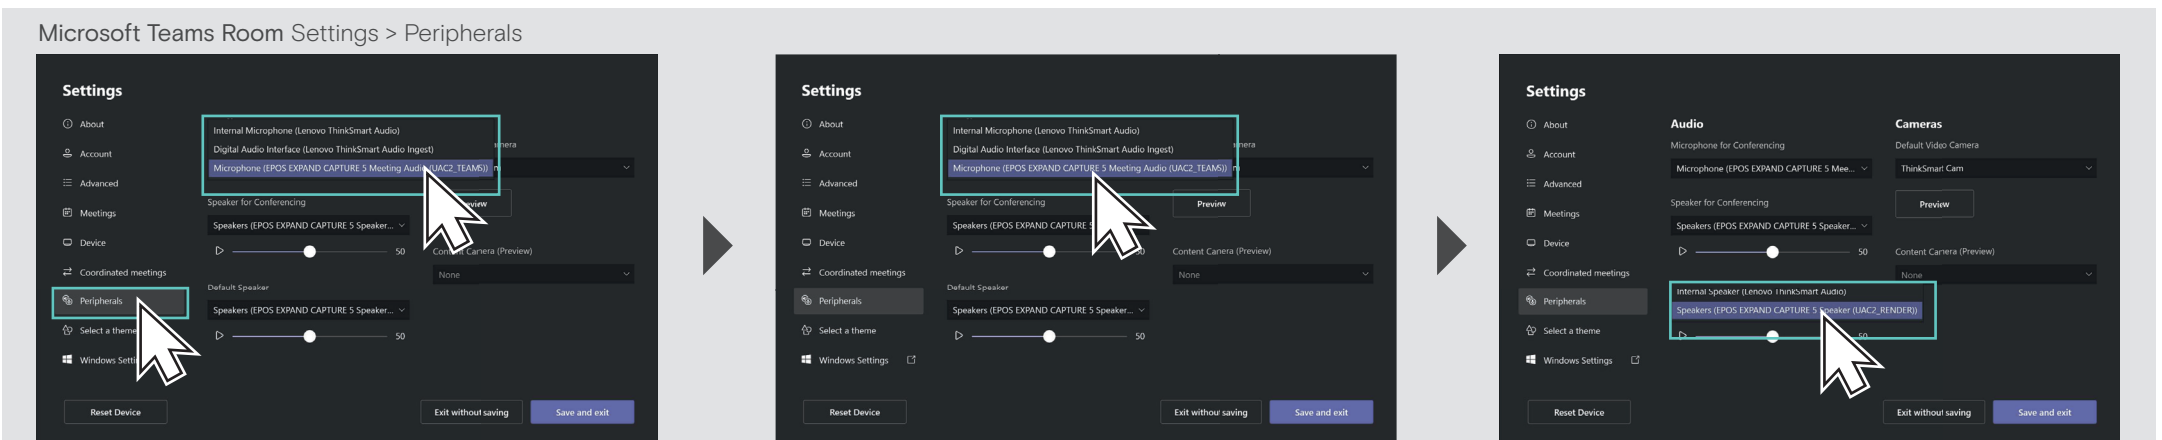 Microsoft Teams Room Settings > Peripherals
Settings
About
Account
Advanced
Meetings
Device
Coordinated meetings
Peripherals
Select a theme
Windows
Reset Device
Internal Microphone (Lenovo ThinkSmart Audio)
Digital Audio Interface (Lenovo ThinkSmart Audio Ingest)
Microphone (EPOS EXPAND CAPTURE 5 Meeting Audio (UAC2_TEAMS))
Speaker for Conferencing
Speakers (EPOS EXPAND CAPTURE 5 Speaker...
50
Default Speaker
Speakers (EPOS EXPAND CAPTURE 5 Speaker...
50
Content Camera (Preview)
None
Exit without saving
Save and exit
Settings
About
Account
Advanced
Meetings
Device
Coordinated meetings
Peripherals
Select a theme
Windows Settings
Reset Device
Internal Microphone (Lenovo ThinkSmart Audio)
Digital Audio Interface (Lenovo ThinkSmart Audio Ingest)
Microphone (EPOS EXPAND CAPTURE 5 Meeting Audio (UAC2_TEAMS))
Speaker for Conferencing
Speakers (EPOS EXPAND CAPTURE 5
50
Default Speaker
Speakers (EPOS EXPAND CAPTURE 5 Speaker...
50
Preview
Content Camera (Preview)
None
Exit without saving
Save and exit
Settings
About
Account
Advanced
Meetings
Device
Coordinated meetings
Peripherals
Select a theme
Windows Settings
Reset Device
Audio
Microphone for Conferencing
Microphone (EPOS EXPAND CAPTURE 5 Mee...
Speaker for Conferencing
Speakers (EPOS EXPAND CAPTURE 5 Speaker...
50
Internal Speaker (Lenovo ThinkSmart Audio)
Speakers (EPOS EXPAND CAPTURE 5 Speaker (UAC2_RENDER))
50
Cameras
Default Video Camera
ThinkSmart Cam
Preview
Content Camera (Preview)
None
Exit without saving
Save and exit